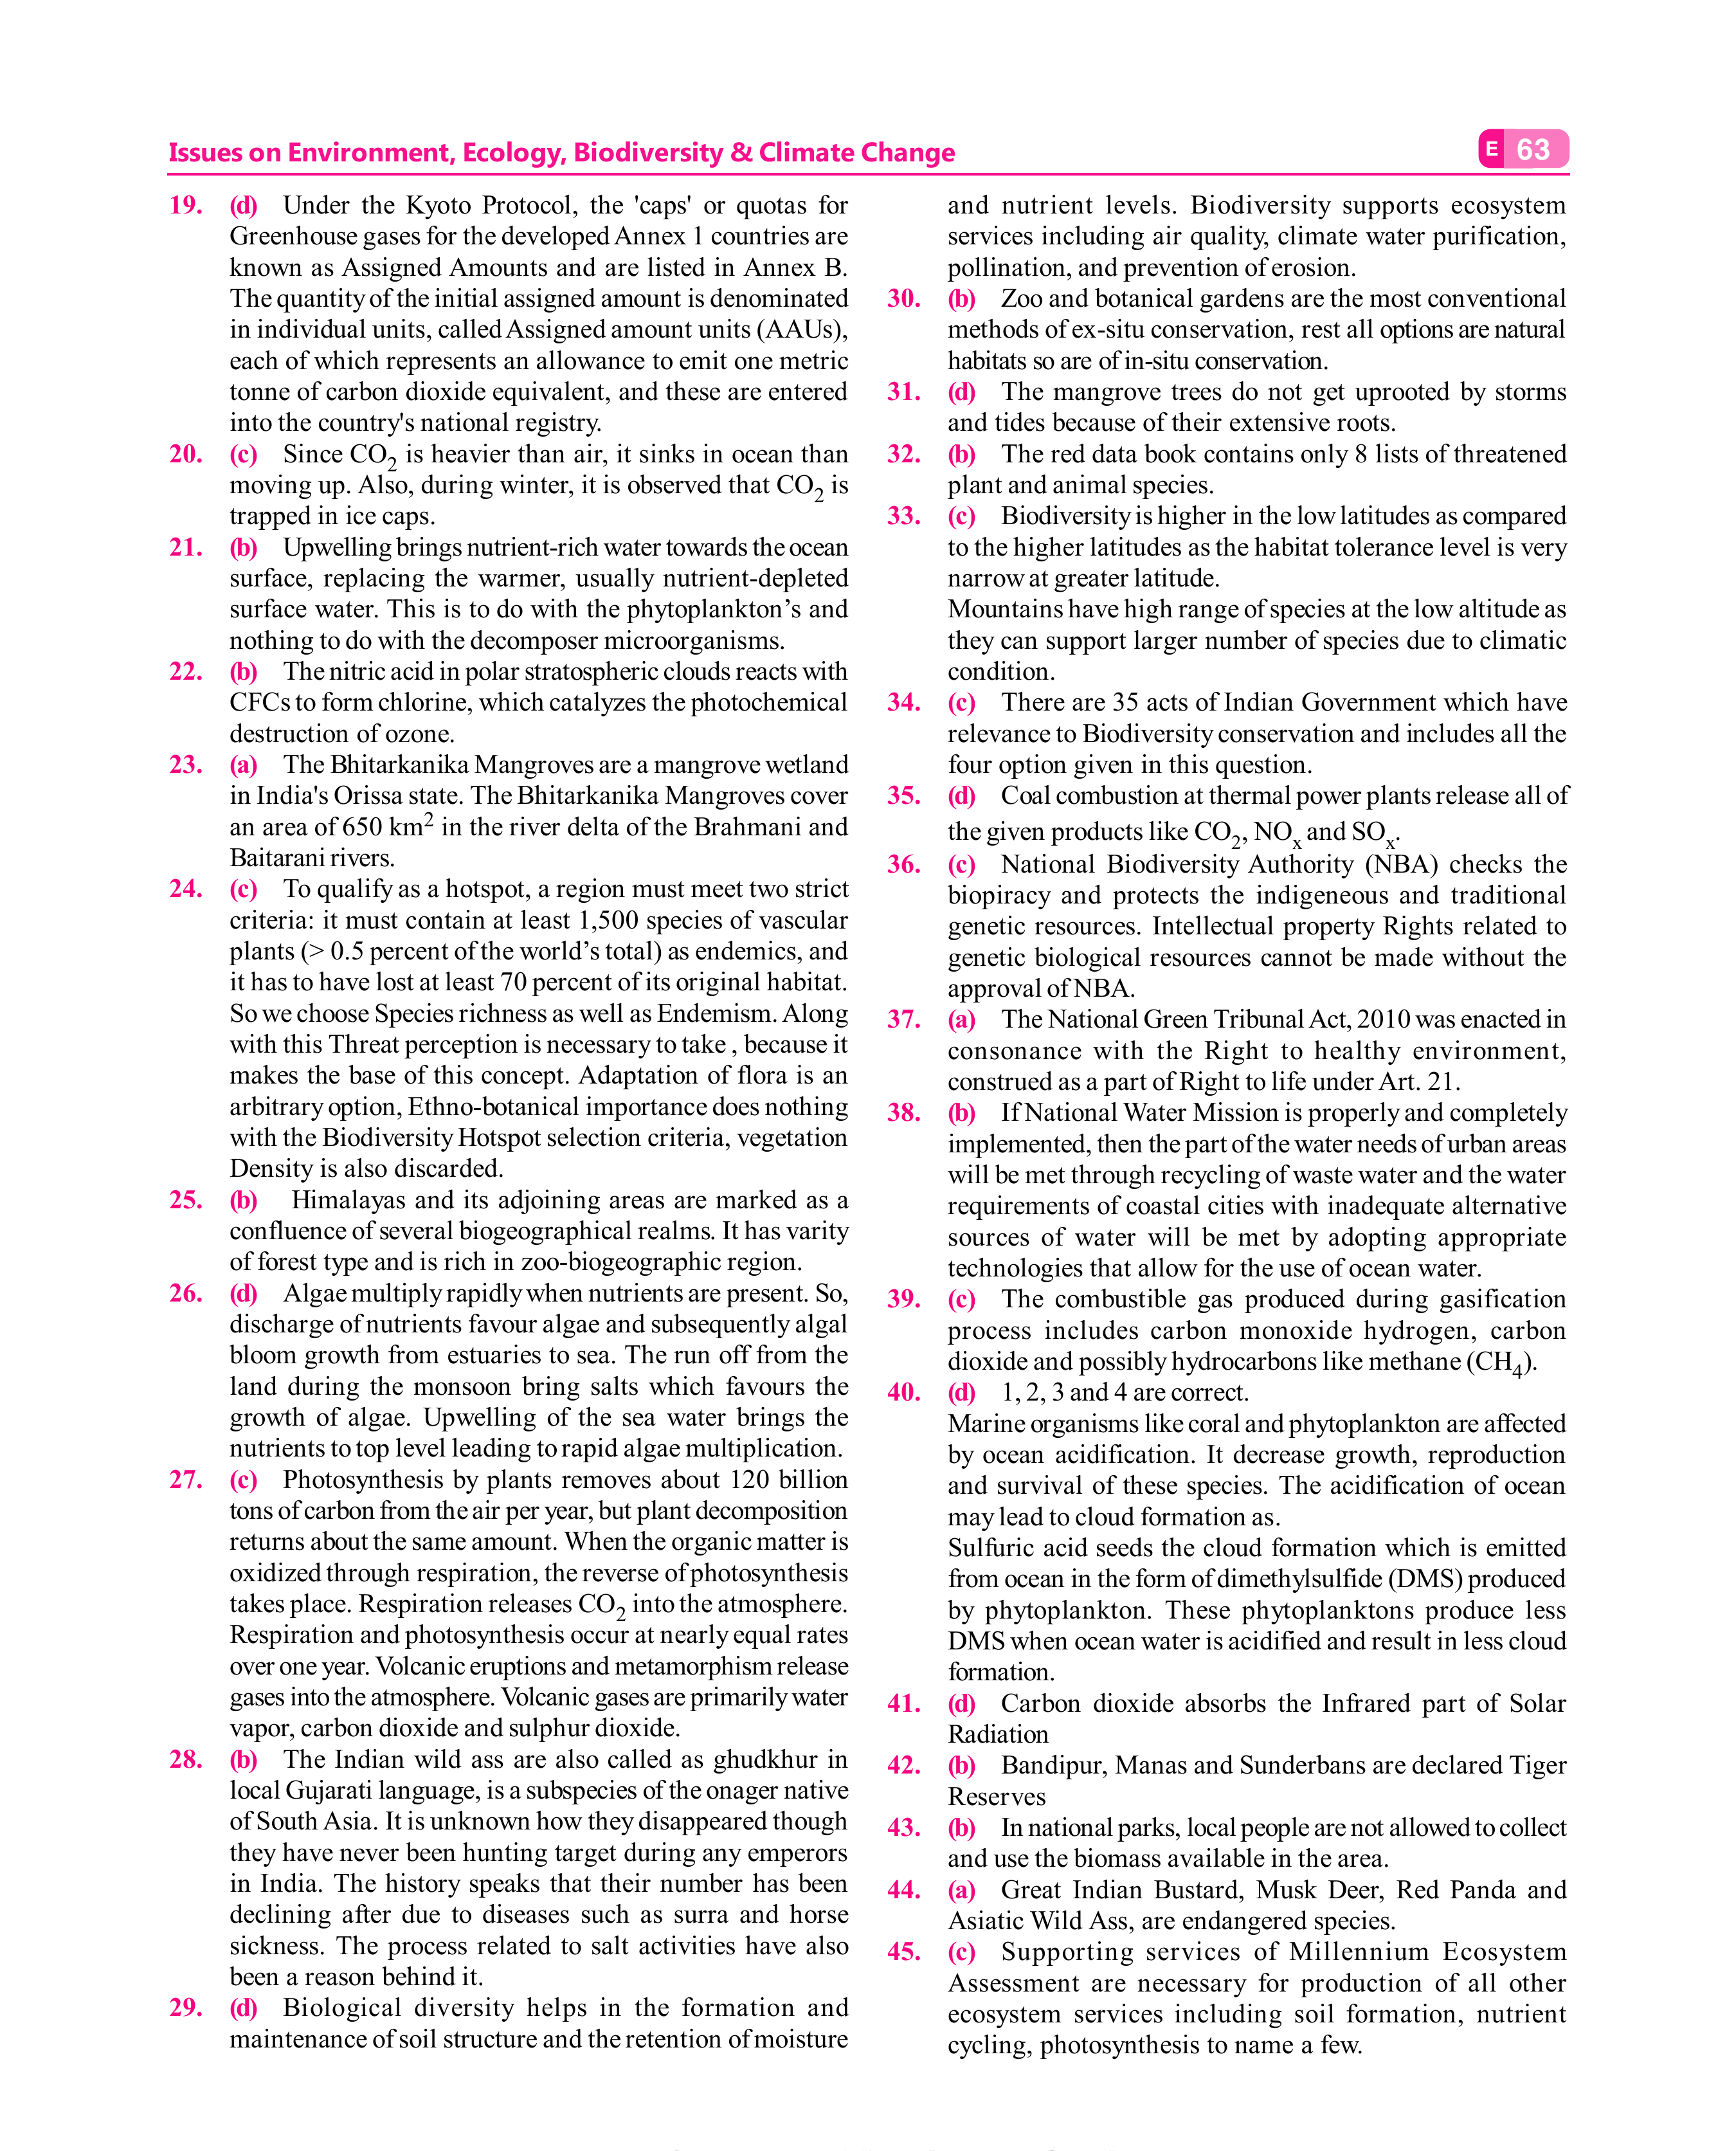 Issues on Environment, Ecology, Biodiversity & Climate Change
E 63
19. (d) Under the Kyoto Protocol, the 'caps' or quotas for
Greenhouse gases for the developed Annex 1 countries are
known as Assigned Amounts and are listed in Annex B.
The quantity of the initial assigned amount is denominated
in individual units, called Assigned amount units (AAUs),
each of which represents an allowance to emit one metric
tonne of carbon dioxide equivalent, and these are entered
into the country's national registry.
20. (c) Since CO₂ is heavier than air, it sinks in ocean than
moving up. Also, during winter, it is observed that CO₂ is
trapped in ice caps.
21. (b) Upwelling brings nutrient-rich water towards the ocean
surface, replacing the warmer, usually nutrient-depleted
surface water. This is to do with the phytoplankton’s and
nothing to do with the decomposer microorganisms.
22. (b) The nitric acid in polar stratospheric clouds reacts with
CFCs to form chlorine, which catalyzes the photochemical
destruction of ozone.
23. (a) The Bhitarkanika Mangroves are a mangrove wetland
in India's Orissa state. The Bhitarkanika Mangroves cover
an area of 650 km² in the river delta of the Brahmani and
Baitarani rivers.
24. (c) To qualify as a hotspot, a region must meet two strict
criteria: it must contain at least 1,500 species of vascular
plants (> 0.5 percent of the world’s total) as endemics, and
it has to have lost at least 70 percent of its original habitat.
So we choose Species richness as well as Endemism. Along
with this Threat perception is necessary to take , because it
makes the base of this concept. Adaptation of flora is an
arbitrary option, Ethno-botanical importance does nothing
with the Biodiversity Hotspot selection criteria, vegetation
Density is also discarded.
25. (b) Himalayas and its adjoining areas are marked as a
confluence of several biogeographical realms. It has varity
of forest type and is rich in zoo-biogeographic region.
26. (d) Algae multiply rapidly when nutrients are present. So,
discharge of nutrients favour algae and subsequently algal
bloom growth from estuaries to sea. The run off from the
land during the monsoon bring salts which favours the
growth of algae. Upwelling of the sea water brings the
nutrients to top level leading to rapid algae multiplication.
27. (c) Photosynthesis by plants removes about 120 billion
tons of carbon from the air per year, but plant decomposition
returns about the same amount. When the organic matter is
oxidized through respiration, the reverse of photosynthesis
takes place. Respiration releases CO₂ into the atmosphere.
Respiration and photosynthesis occur at nearly equal rates
over one year. Volcanic eruptions and metamorphism release
gases into the atmosphere. Volcanic gases are primarily water
vapor, carbon dioxide and sulphur dioxide.
28. (b) The Indian wild ass are also called as ghudkhur in
local Gujarati language, is a subspecies of the onager native
of South Asia. It is unknown how they disappeared though
they have never been hunting target during any emperors
in India. The history speaks that their number has been
declining after due to diseases such as surra and horse
sickness. The process related to salt activities have also
been a reason behind it.
29. (d) Biological diversity helps in the formation and
maintenance of soil structure and the retention of moisture
and nutrient levels. Biodiversity supports ecosystem
services including air quality, climate water purification,
pollination, and prevention of erosion.
30. (b) Zoo and botanical gardens are the most conventional
methods of ex-situ conservation, rest all options are natural
habitats so are of in-situ conservation.
31. (d) The mangrove trees do not get uprooted by storms
and tides because of their extensive roots.
32. (b) The red data book contains only 8 lists of threatened
plant and animal species.
33. (c) Biodiversity is higher in the low latitudes as compared
to the higher latitudes as the habitat tolerance level is very
narrow at greater latitude.
Mountains have high range of species at the low altitude as
they can support larger number of species due to climatic
condition.
34. (c) There are 35 acts of Indian Government which have
relevance to Biodiversity conservation and includes all the
four option given in this question.
35. (d) Coal combustion at thermal power plants release all of
the given products like CO₂, NOₓ and SOₓ.
36. (c) National Biodiversity Authority (NBA) checks the
biopiracy and protects the indigeneous and traditional
genetic resources. Intellectual property Rights related to
genetic biological resources cannot be made without the
approval of NBA.
37. (a) The National Green Tribunal Act, 2010 was enacted in
consonance with the Right to healthy environment,
construed as a part of Right to life under Art. 21.
38. (b) If National Water Mission is properly and completely
implemented, then the part of the water needs of urban areas
will be met through recycling of waste water and the water
requirements of coastal cities with inadequate alternative
sources of water will be met by adopting appropriate
technologies that allow for the use of ocean water.
39. (c) The combustible gas produced during gasification
process includes carbon monoxide hydrogen, carbon
dioxide and possibly hydrocarbons like methane (CH₄).
40. (d) 1, 2, 3 and 4 are correct.
Marine organisms like coral and phytoplankton are affected
by ocean acidification. It decrease growth, reproduction
and survival of these species. The acidification of ocean
may lead to cloud formation as.
Sulfuric acid seeds the cloud formation which is emitted
from ocean in the form of dimethylsulfide (DMS) produced
by phytoplankton. These phytoplanktons produce less
DMS when ocean water is acidified and result in less cloud
formation.
41. (d) Carbon dioxide absorbs the Infrared part of Solar
Radiation
42. (b) Bandipur, Manas and Sunderbans are declared Tiger
Reserves
43. (b) In national parks, local people are not allowed to collect
and use the biomass available in the area.
44. (a) Great Indian Bustard, Musk Deer, Red Panda and
Asiatic Wild Ass, are endangered species.
45. (c) Supporting services of Millennium Ecosystem
Assessment are necessary for production of all other
ecosystem services including soil formation, nutrient
cycling, photosynthesis to name a few.